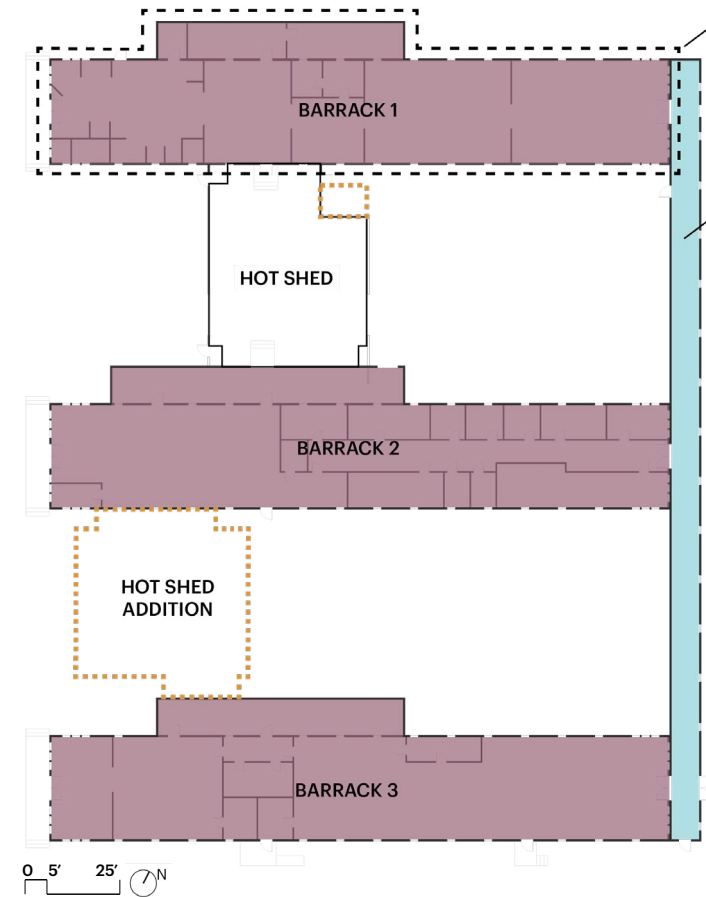 BARRACK 1
HOT SHED
BARRACK 2
HOT SHED
ADDITION
BARRACK 3
0 5’ 25’ N